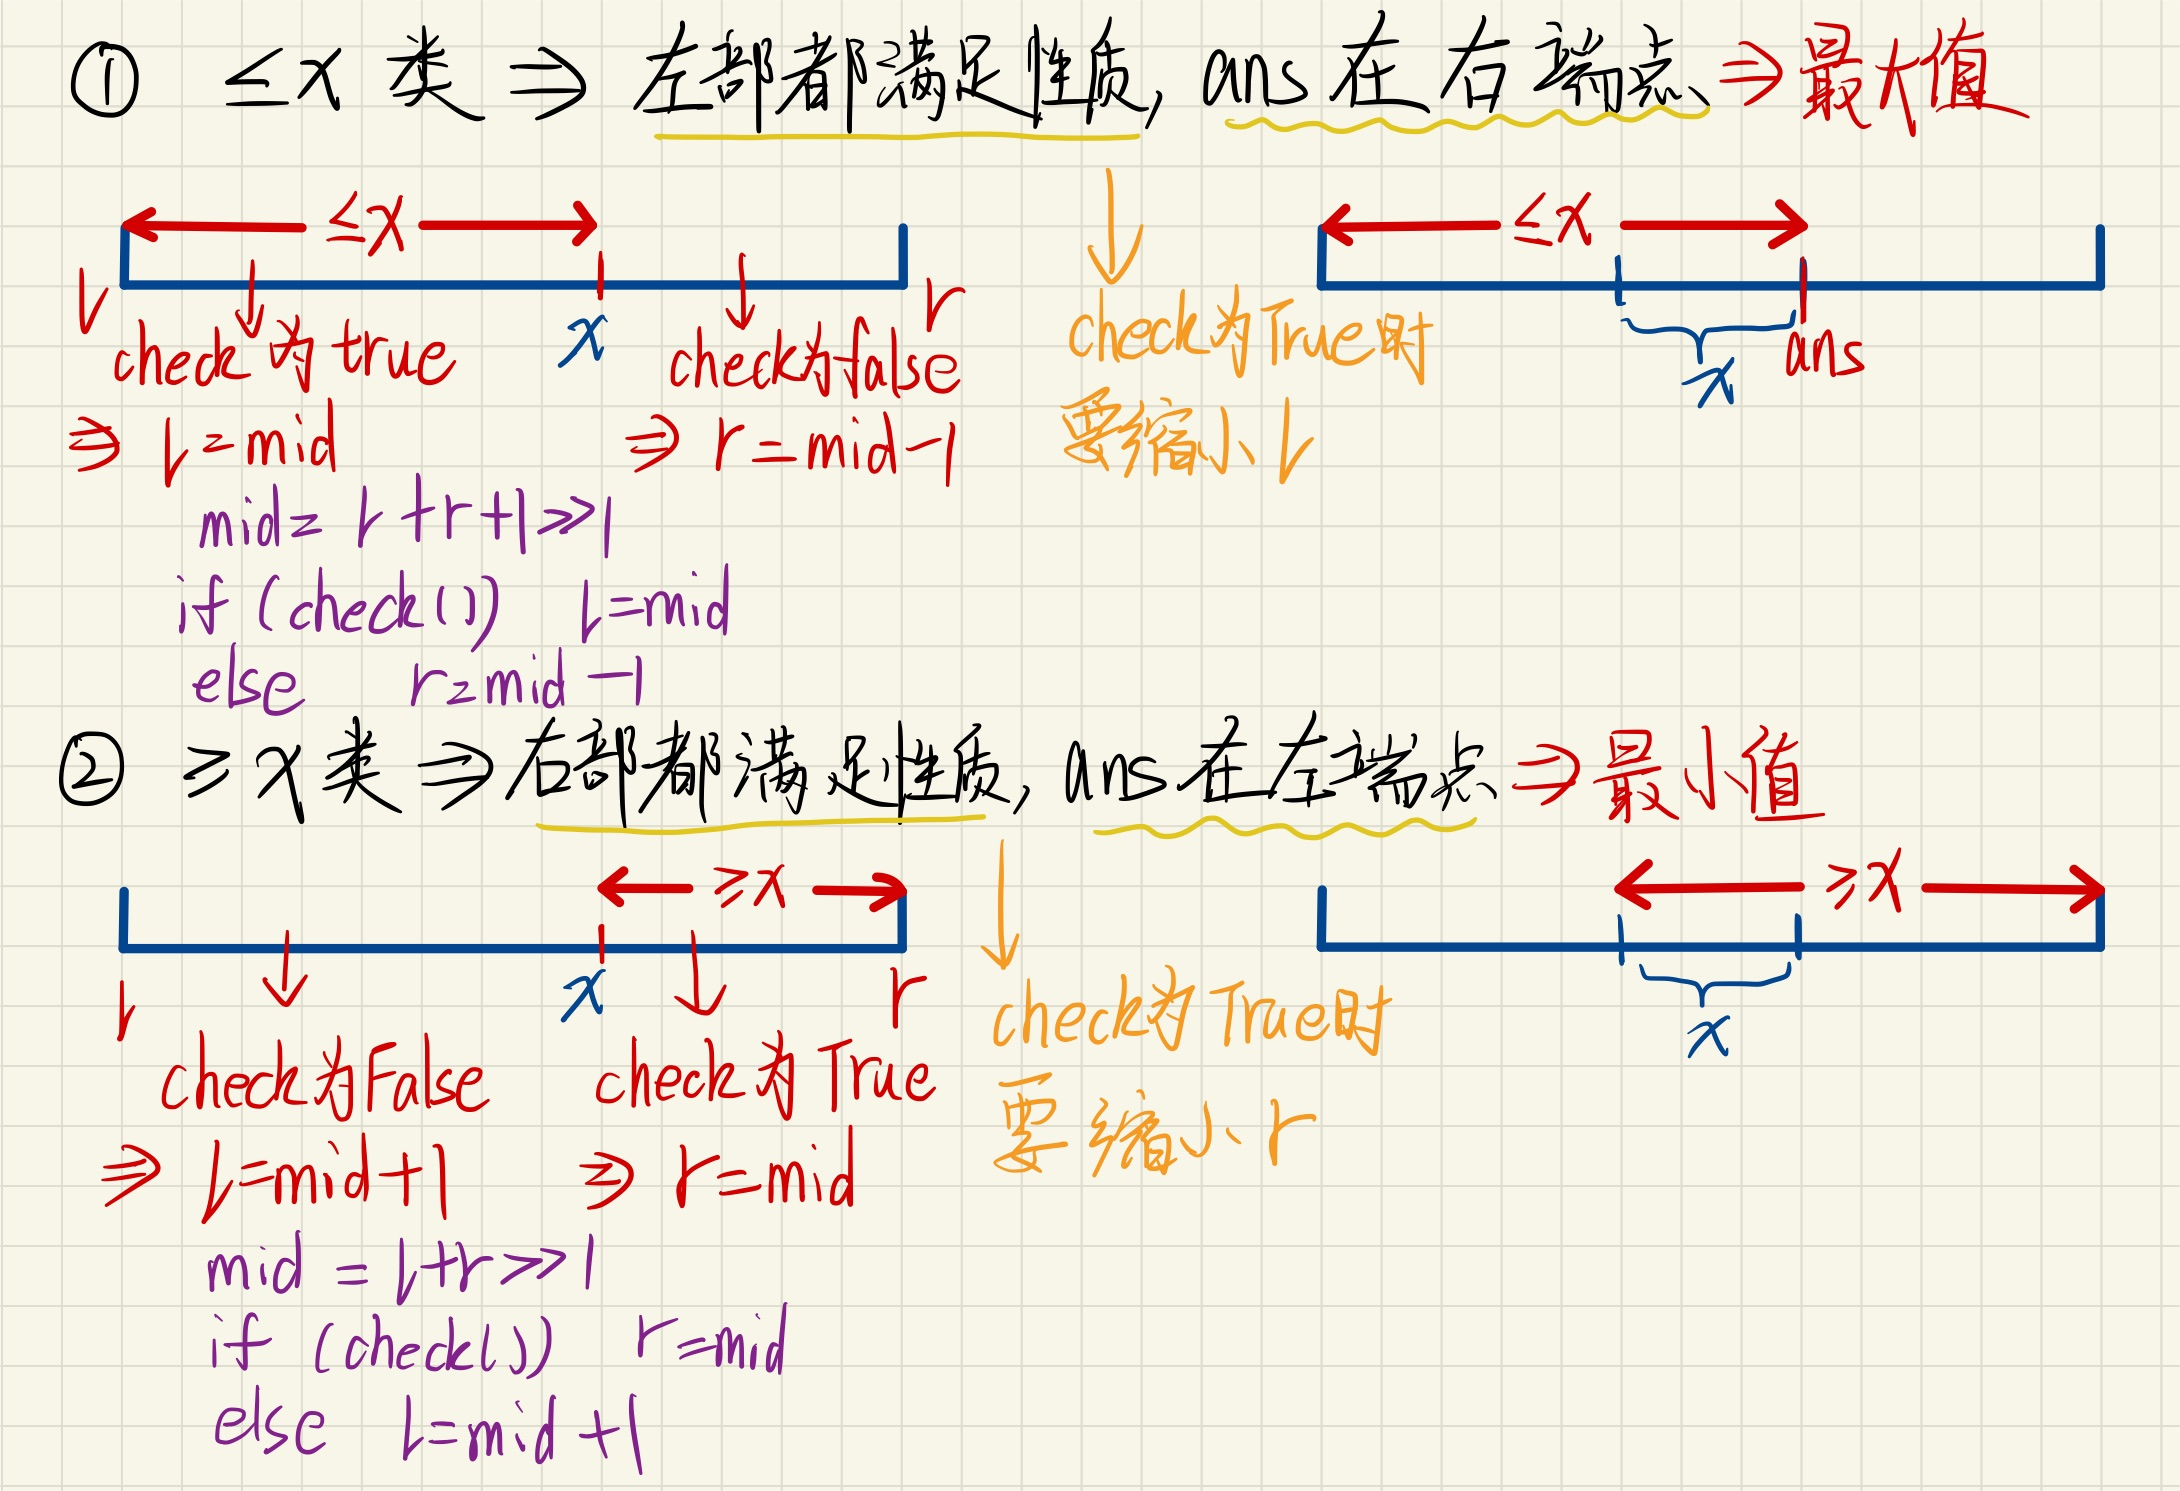 ① ≤x 类 ⇒ 左部都满足性质, ans 在 右 端点 ⇒ 最大值
≤x
≤x
l
r
check 为 true
x
check为false
check为True时
要缩小 l
x
ans
⇒ l=mid
⇒ r=mid-1
mid= l+r+1>>1
if (check()) l=mid
else r=mid-1
② ≥x类 ⇒ 右部都满足性质, ans 在左端点 ⇒ 最小值
≥x
≥x
l
x
r
x
check为False
check为True
check为True时
要缩小 r
⇒ l=mid+1
⇒ r=mid
mid = l+r>>1
if (check()) r=mid
else l=mid+1